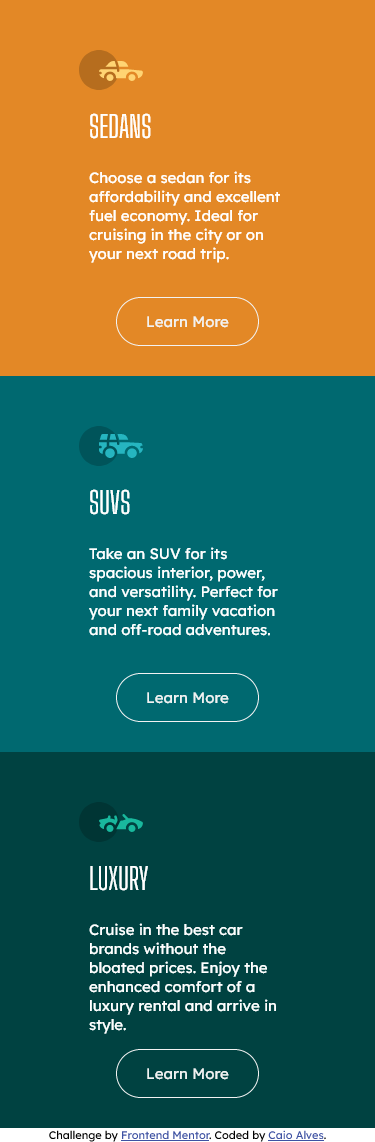 SEDANS
Choose a sedan for its
affordability and excellent
fuel economy. Ideal for
cruising in the city or on
your next road trip.
Learn More
SUVS
Take an SUV for its
spacious interior, power,
and versatility. Perfect for
your next family vacation
and off-road adventures.
Learn More
LUXURY
Cruise in the best car
brands without the
bloated prices. Enjoy the
enhanced comfort of a
luxury rental and arrive in
style.
Learn More
Challenge by Frontend Mentor. Coded by Caio Alves.